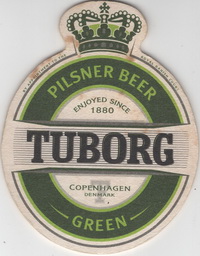 PILSNER BEER
ENJOYED SINCE
1880
TUBORG
COPENHAGEN
DENMARK
GREEN